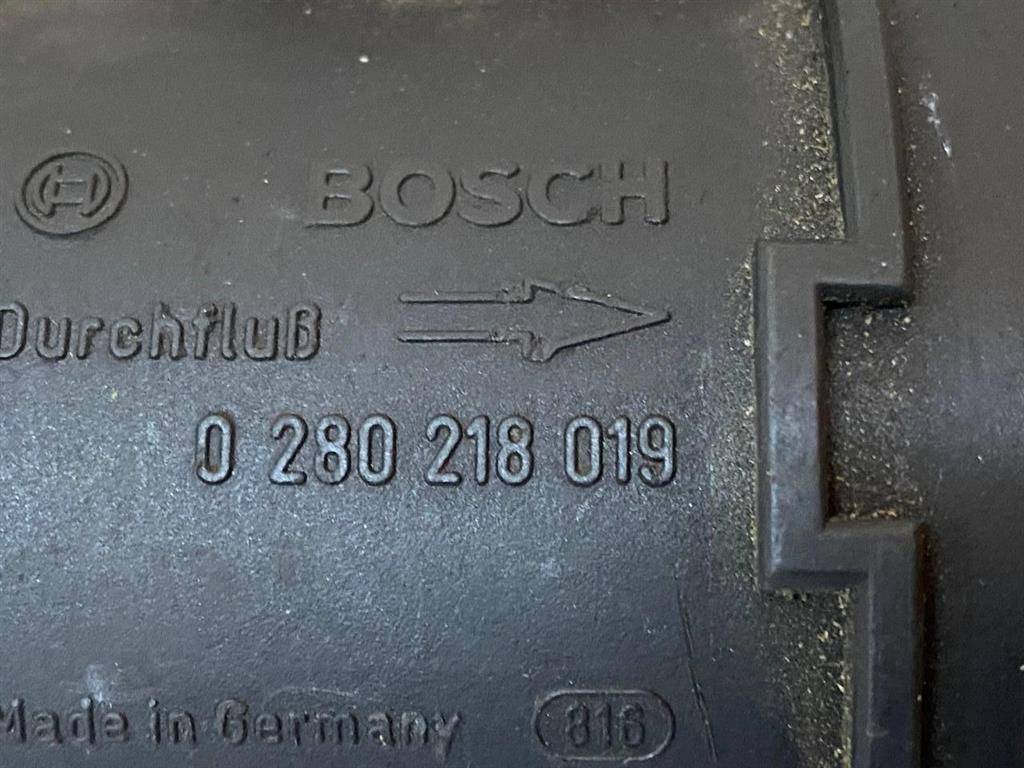 BOSCH
Durchfluß
0 280 218 019
Made in Germany 816